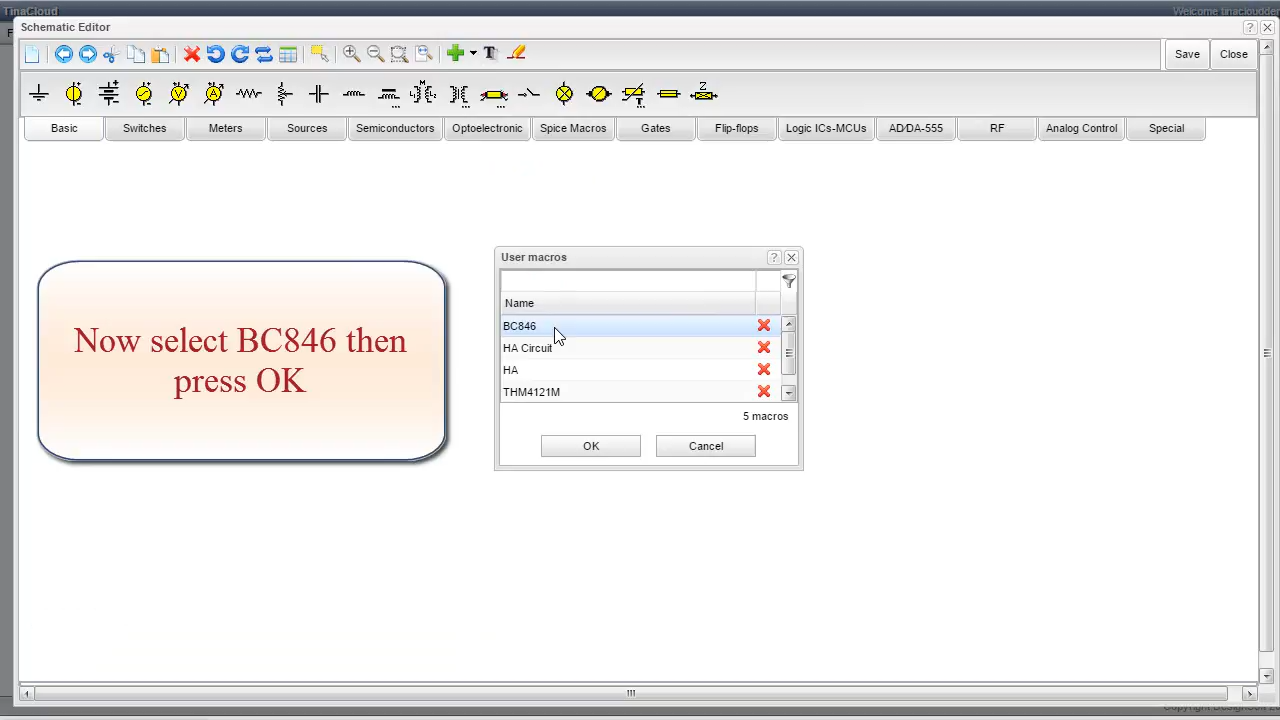 TinaCloud
Welcome tinaclouddem
Schematic Editor
?
Save
Close
T
Z
Basic
Switches
Meters
Sources
Semiconductors
Optoelectronic
Spice Macros
Gates
Flip-flops
Logic ICs-MCUs
AD/DA-555
RF
Analog Control
Special
Now select BC846 then
press OK
User macros
?
Name
BC846
HA Circuit
HA
THM4121M
5 macros
OK
Cancel